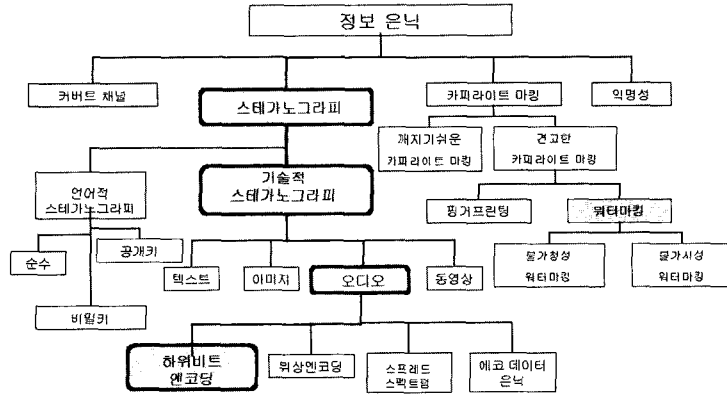 정보 은닉
커버트 채널
스테가노그라피
카피라이트 마킹
익명성
깨지기쉬운
카피라이트 마킹
견고한
카피라이트 마킹
언어적
스테가노그라피
기술적
스테가노그라피
핑거프린팅
워터마킹
순수
공개키
비밀키
텍스트
이미지
오디오
동영상
불가청성
워터마킹
불가시성
워터마킹
하위비트
앤코딩
위상엔코딩
스프레드
스펙트럼
에코 데이터
은닉